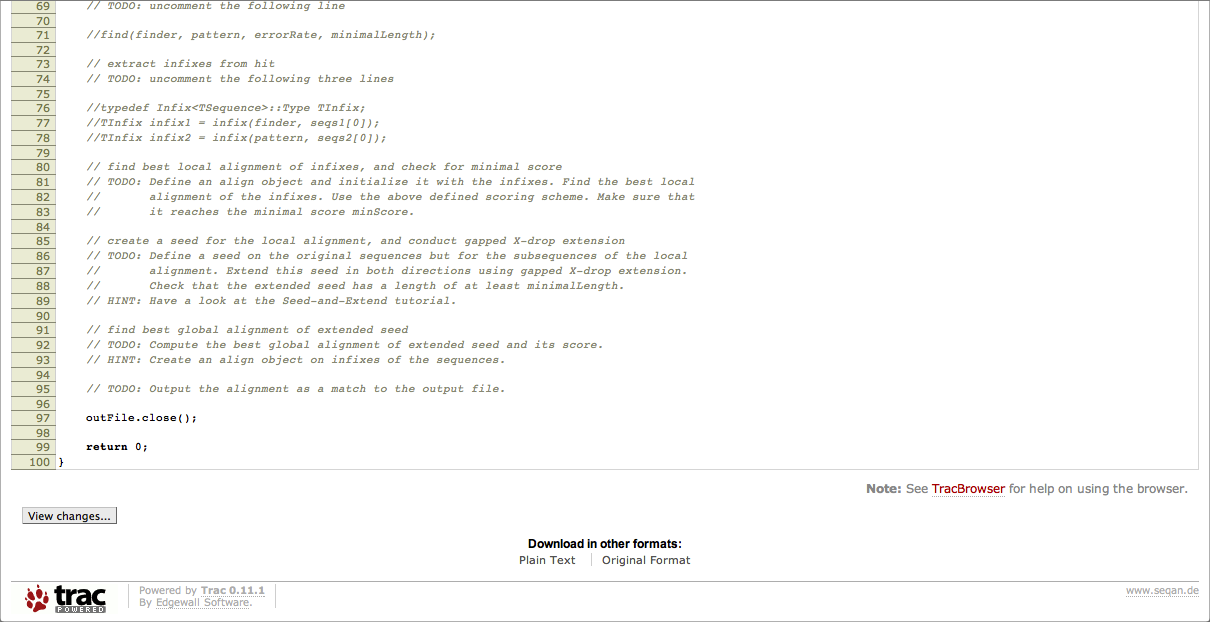 69 // TODO: uncomment the following line
70
71 //find(finder, pattern, errorRate, minimalLength);
72
73 // extract infixes from hit
74 // TODO: uncomment the following three lines
75
76 //typedef Infix<TSequence>::Type TInfix;
77 //TInfix infix1 = infix(finder, seqs1[0]);
78 //TInfix infix2 = infix(pattern, seqs2[0]);
79
80 // find best local alignment of infixes, and check for minimal score
81 // TODO: Define an align object and initialize it with the infixes. Find the best local
82 //       alignment of the infixes. Use the above defined scoring scheme. Make sure that
83 //       it reaches the minimal score minScore.
84
85 // create a seed for the local alignment, and conduct gapped X-drop extension
86 // TODO: Define a seed on the original sequences but for the subsequences of the local
87 //       alignment. Extend this seed in both directions using gapped X-drop extension.
88 //       Check that the extended seed has a length of at least minimalLength.
89 // HINT: Have a look at the Seed-and-Extend tutorial.
90
91 // find best global alignment of extended seed
92 // TODO: Compute the best global alignment of extended seed and its score.
93 // HINT: Create an align object on infixes of the sequences.
94
95 // TODO: Output the alignment as a match to the output file.
96
97 outFile.close();
98
99 return 0;
100 }
Note: See TracBrowser for help on using the browser.
View changes...
Download in other formats:
Plain Text Original Format
trac POWERED
Powered by Trac 0.11.1
By Edgewall Software.
www.seqan.de